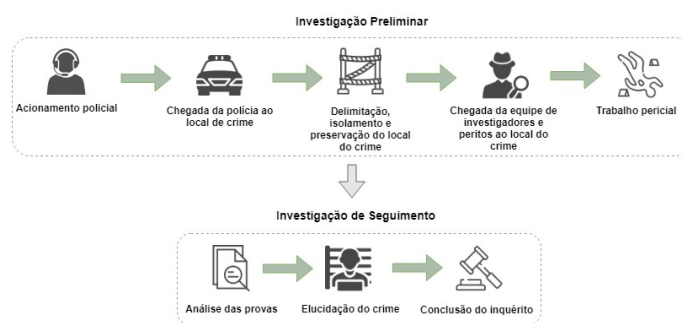 Investigação Preliminar
Acionamento policial
Chegada da polícia ao
local de crime
Delimitação,
isolamento e
preservação do local
do crime
Chegada da equipe de
investigadores e
peritos ao local do
crime
Trabalho pericial
Investigação de Seguimento
Análise das provas
Elucidação do crime
Conclusão do inquérito